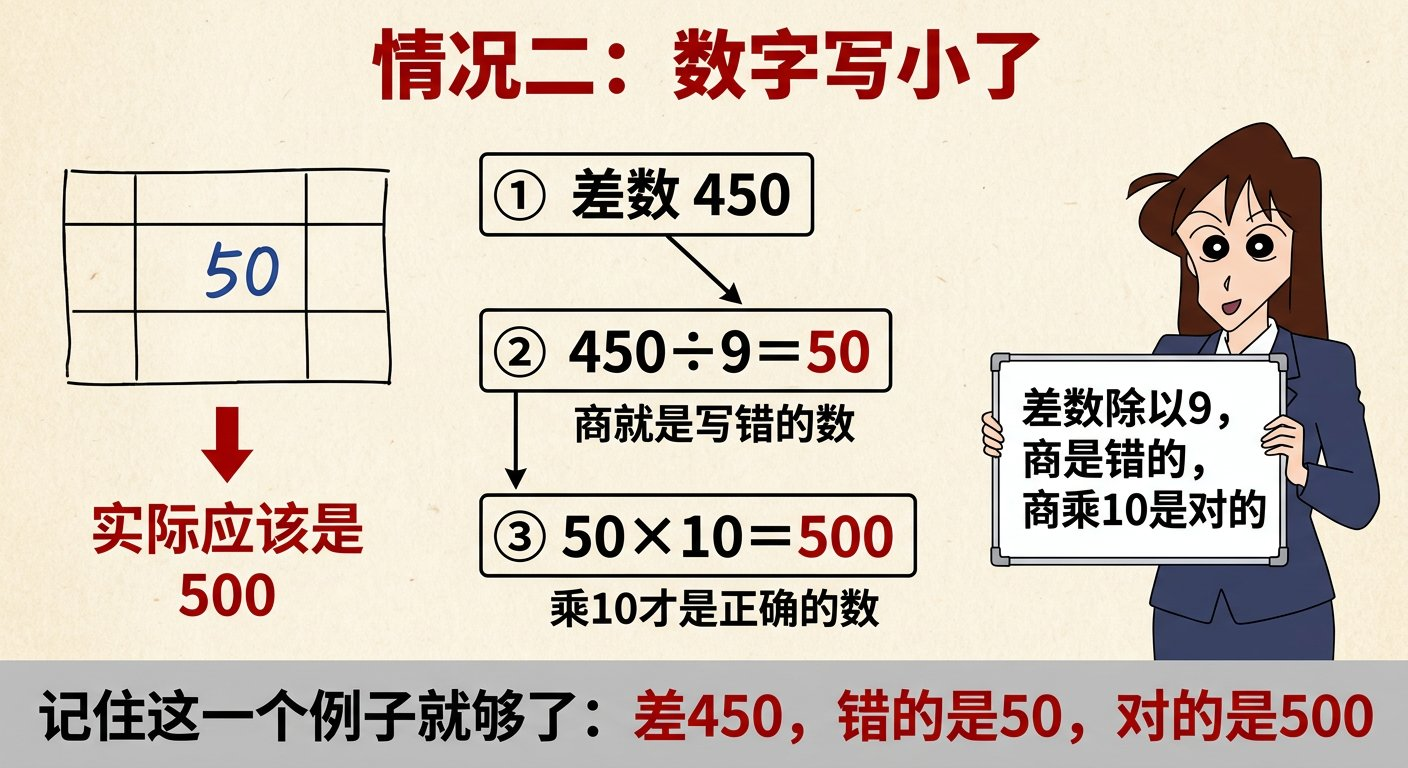 情况二：数字写小了
50
实际应该是
500
① 差数 450
② 450÷9＝50
商就是写错的数
③ 50×10＝500
乘10才是正确的数
差数除以9，
商是错的，
商乘10是对的
记住这一个例子就够了：差450，错的是50，对的是500